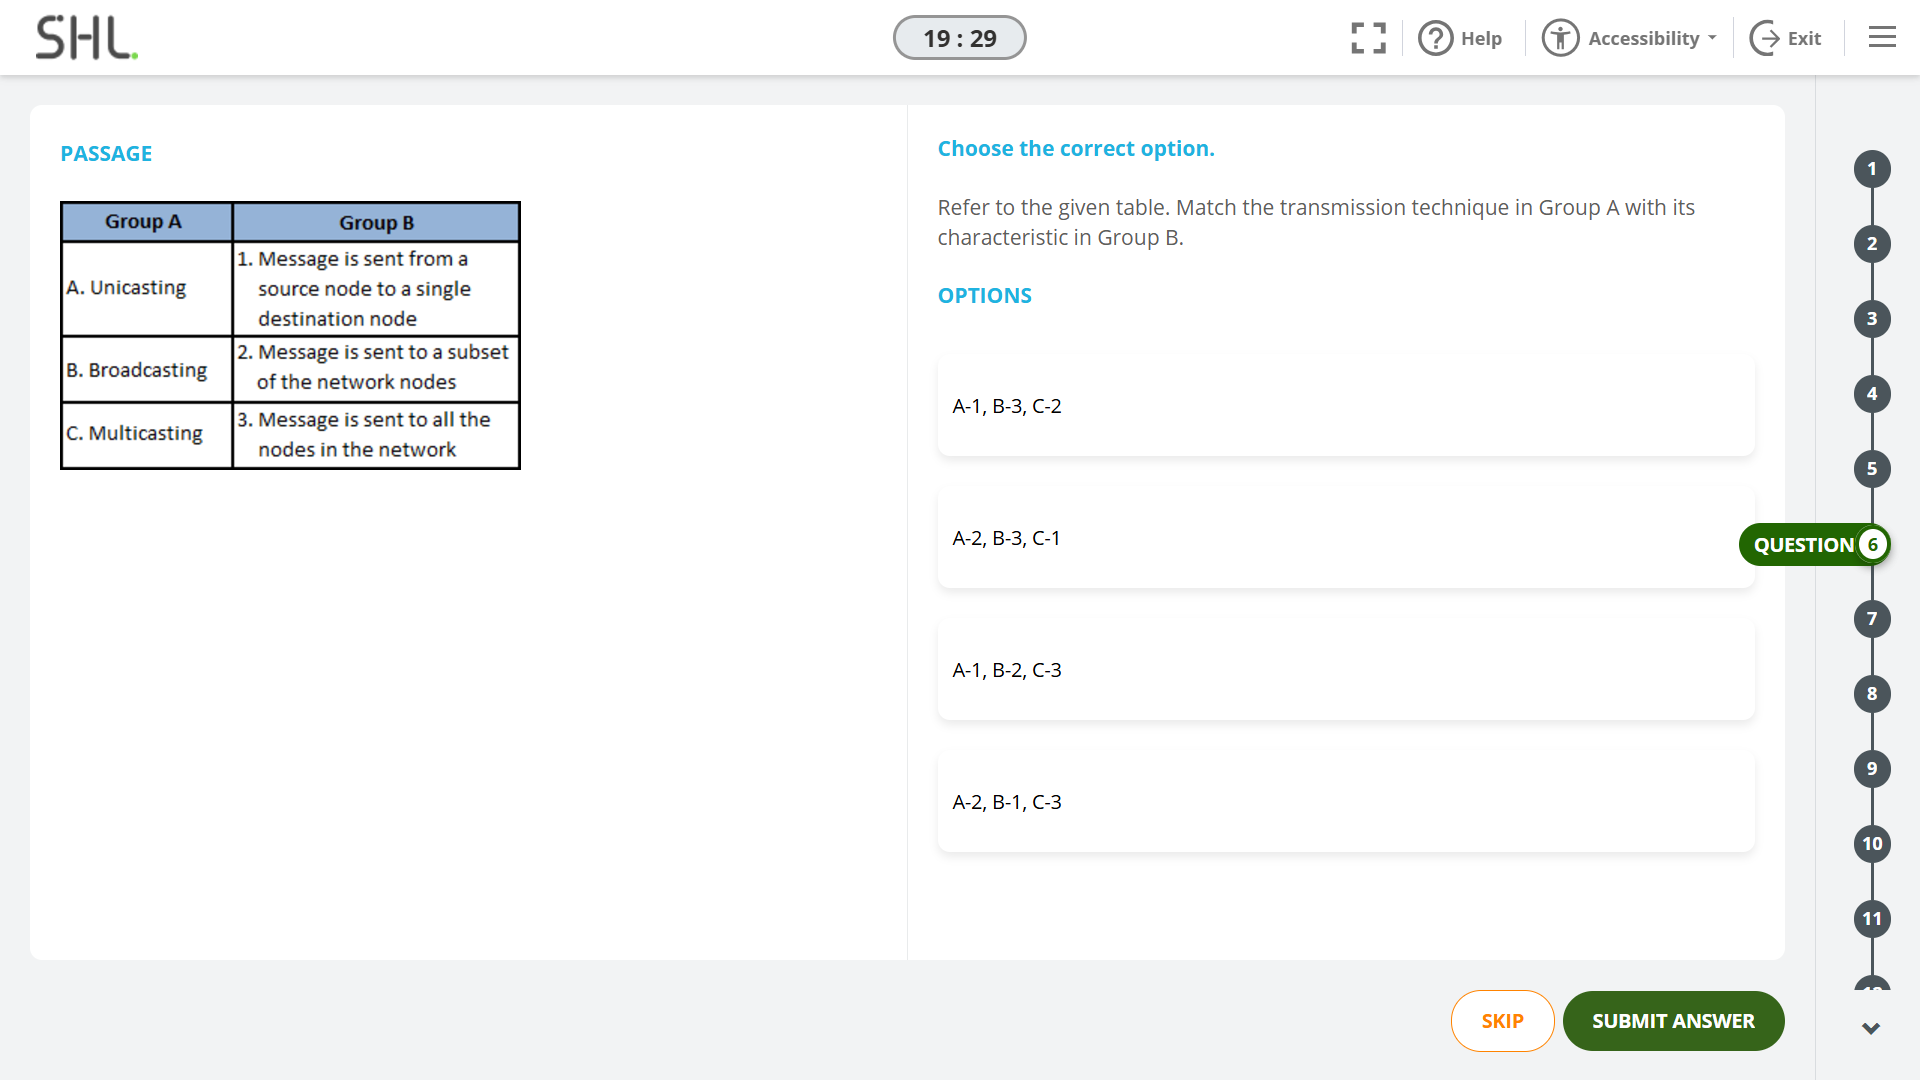 SHL.
19 : 29
Help
Accessibility
Exit
PASSAGE
Group A
Group B
A. Unicasting
1. Message is sent from a
source node to a single
destination node
B. Broadcasting
2. Message is sent to a subset
of the network nodes
C. Multicasting
3. Message is sent to all the
nodes in the network
Choose the correct option.
Refer to the given table. Match the transmission technique in Group A with its
characteristic in Group B.
OPTIONS
A-1, B-3, C-2
A-2, B-3, C-1
A-1, B-2, C-3
A-2, B-1, C-3
1
2
3
4
5
QUESTION 6
7
8
9
10
11
SKIP
SUBMIT ANSWER